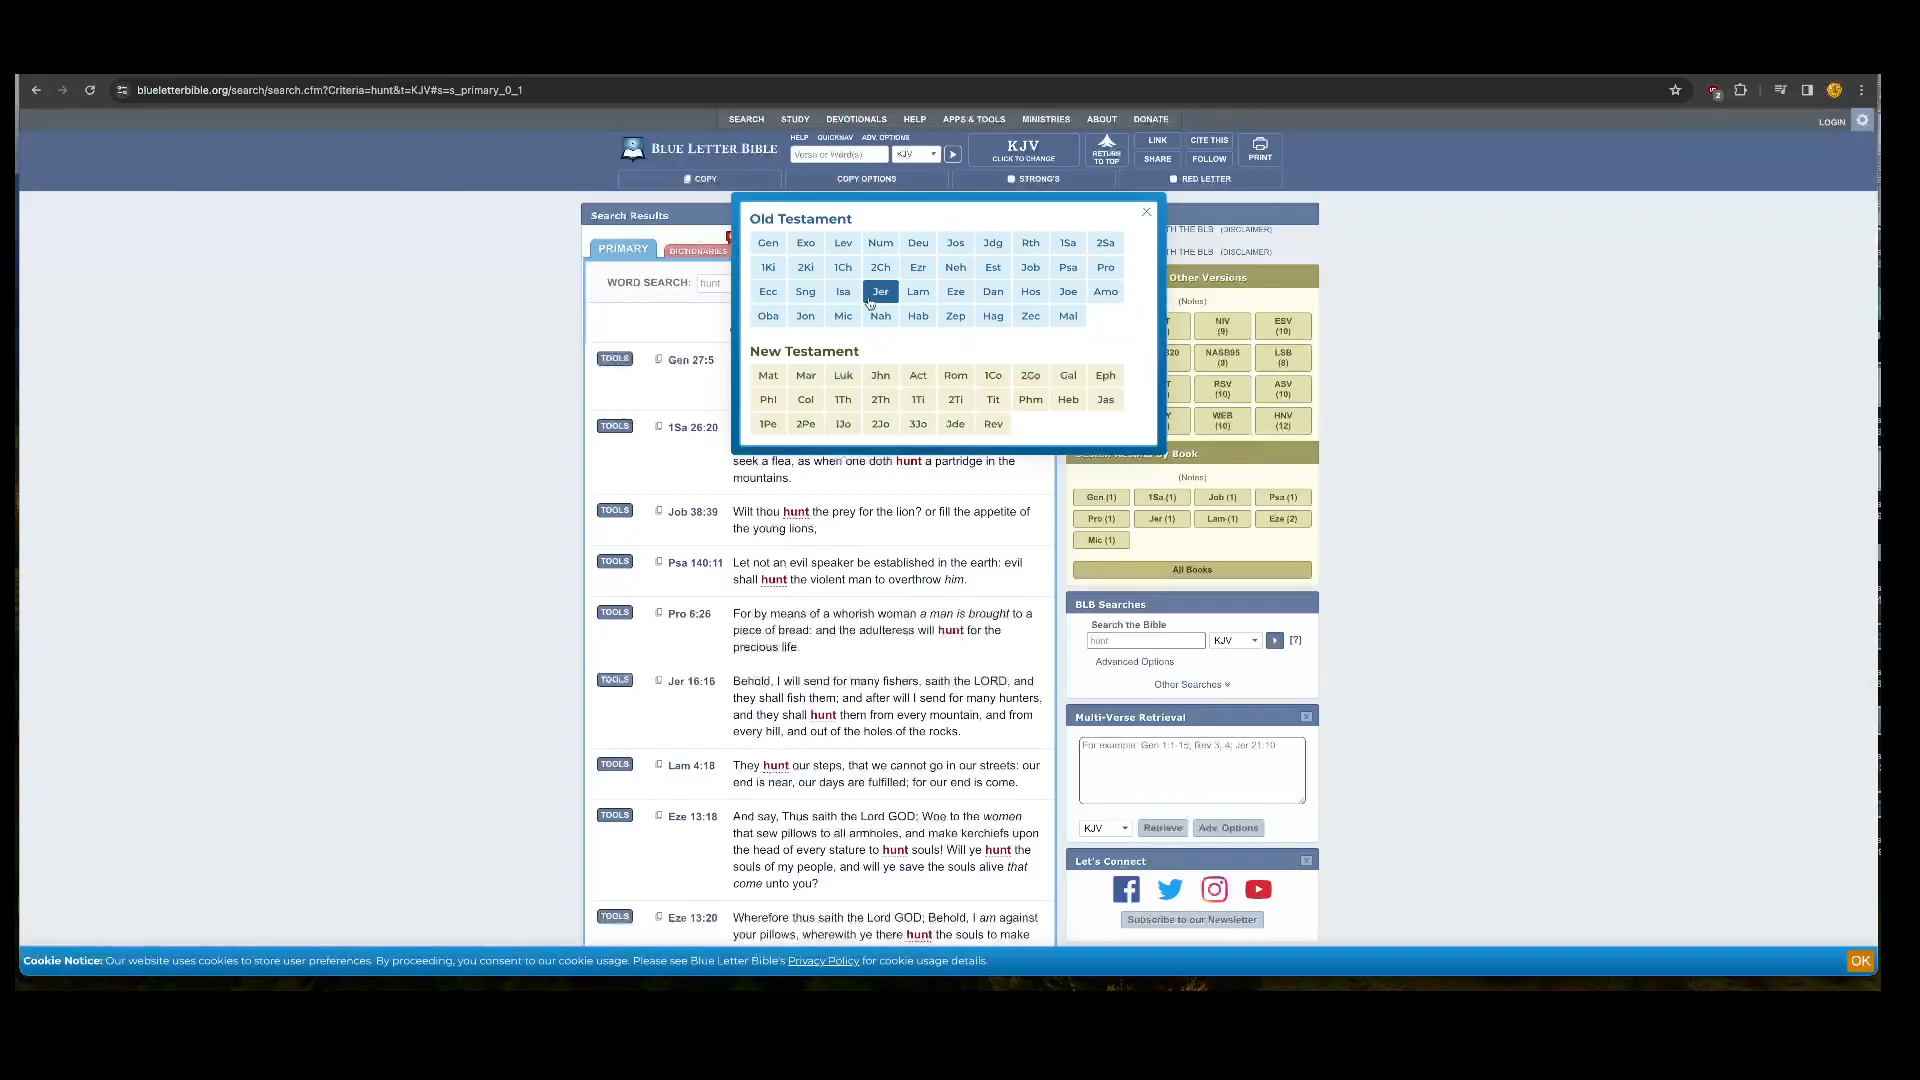 blueletterbible.org/search/search.cfm?Criteria=hunt&t=KJV#s=s_primary_0_1
2
SEARCH STUDY DEVOTIONALS HELP APPS & TOOLS MINISTRIES ABOUT DONATE
LOGIN
BLUE LETTER BIBLE
HELP QUICKNAV ADV. OPTIONS
Verse or Word(s) KJV
KJV
CLICK TO CHANGE
RETURN
TO TOP
LINK CITE THIS
SHARE FOLLOW
PRINT
COPY COPY OPTIONS STRONG'S RED LETTER
Search Results
PRIMARY DICTIONARIES
WORD SEARCH: hunt
Old Testament
Gen Exo Lev Num Deu Jos Jdg Rth 1Sa 2Sa
1Ki 2Ki 1Ch 2Ch Ezr Neh Est Job Psa Pro
Ecc Sng Isa Jer Lam Eze Dan Hos Joe Amo
Oba Jon Mic Nah Hab Zep Hag Zec Mal
New Testament
Mat Mar Luk Jhn Act Rom 1Co 2Co Gal Eph
Phl Col 1Th 2Th 1Ti 2Ti Tit Phm Heb Jas
1Pe 2Pe 1Jo 2Jo 3Jo Jde Rev
TOOLS Gen 27:5
TOOLS 1Sa 26:20
seek a flea, as when one doth hunt a partridge in the
mountains.
TOOLS Job 38:39 Wilt thou hunt the prey for the lion? or fill the appetite of
the young lions,
TOOLS Psa 140:11 Let not an evil speaker be established in the earth: evil
shall hunt the violent man to overthrow him.
TOOLS Pro 6:26 For by means of a whorish woman a man is brought to a
piece of bread: and the adulteress will hunt for the
precious life.
TOOLS Jer 16:16 Behold, I will send for many fishers, saith the LORD, and
they shall fish them; and after will I send for many hunters,
and they shall hunt them from every mountain, and from
every hill, and out of the holes of the rocks.
TOOLS Lam 4:18 They hunt our steps, that we cannot go in our streets: our
end is near, our days are fulfilled; for our end is come.
TOOLS Eze 13:18 And say, Thus saith the Lord GOD; Woe to the women
that sew pillows to all armholes, and make kerchiefs upon
the head of every stature to hunt souls! Will ye hunt the
souls of my people, and will ye save the souls alive that
come unto you?
TOOLS Eze 13:20 Wherefore thus saith the Lord GOD; Behold, I am against
your pillows, wherewith ye there hunt the souls to make
TH THE BLB (DISCLAIMER)
TH THE BLB (DISCLAIMER)
Other Versions
(Notes)
NIV
(9)
ESV
(10)
NASB95
(8)
LSB
(8)
RSV
(10)
ASV
(10)
WEB
(10)
HNV
(12)
by Book
(Notes)
Gen (1) 1Sa (1) Job (1) Psa (1)
Pro (1) Jer (1) Lam (1) Eze (2)
Mic (1)
All Books
BLB Searches
Search the Bible
hunt KJV [?]
Advanced Options
Other Searches
Multi-Verse Retrieval x
For example: Gen 1:1-15; Rev 3, 4; Jer 21:10
KJV Retrieve Adv. Options
Let's Connect x
Subscribe to our Newsletter
Cookie Notice: Our website uses cookies to store user preferences. By proceeding, you consent to our cookie usage. Please see Blue Letter Bible's Privacy Policy for cookie usage details. OK